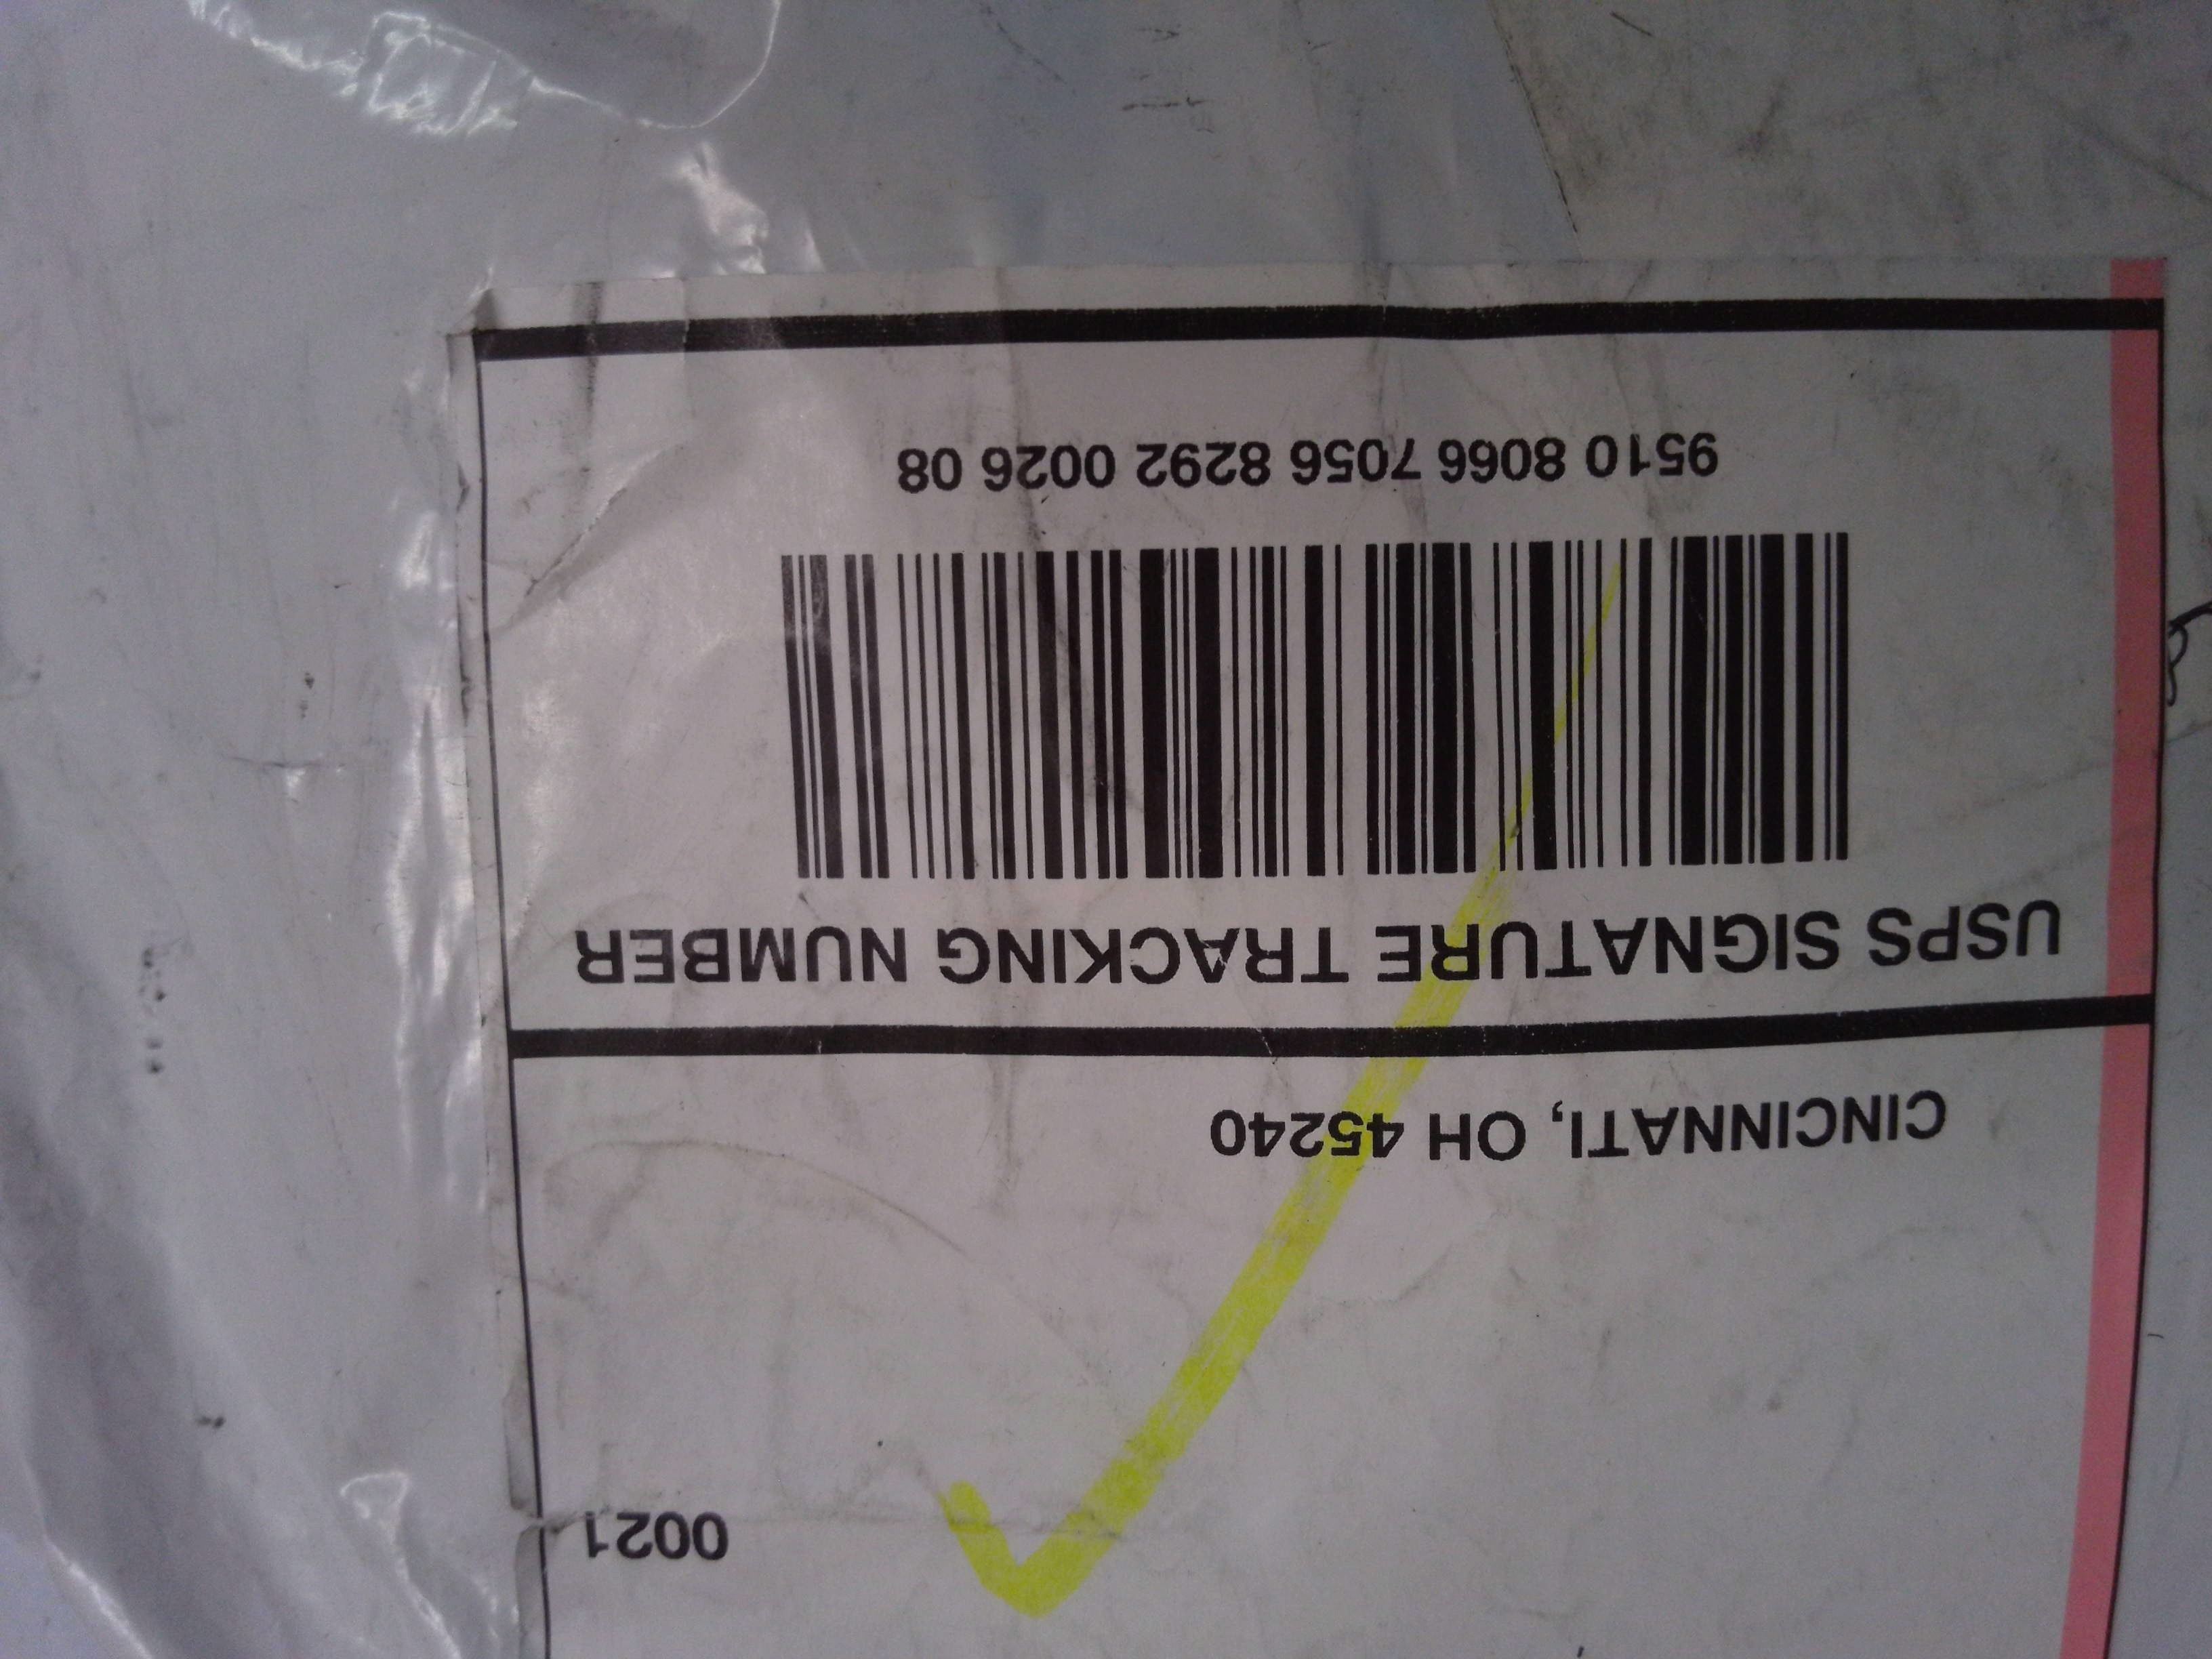 0021
CINCINNATI, OH 45240
USPS SIGNATURE TRACKING NUMBER
9510 8066 7056 8292 0026 08